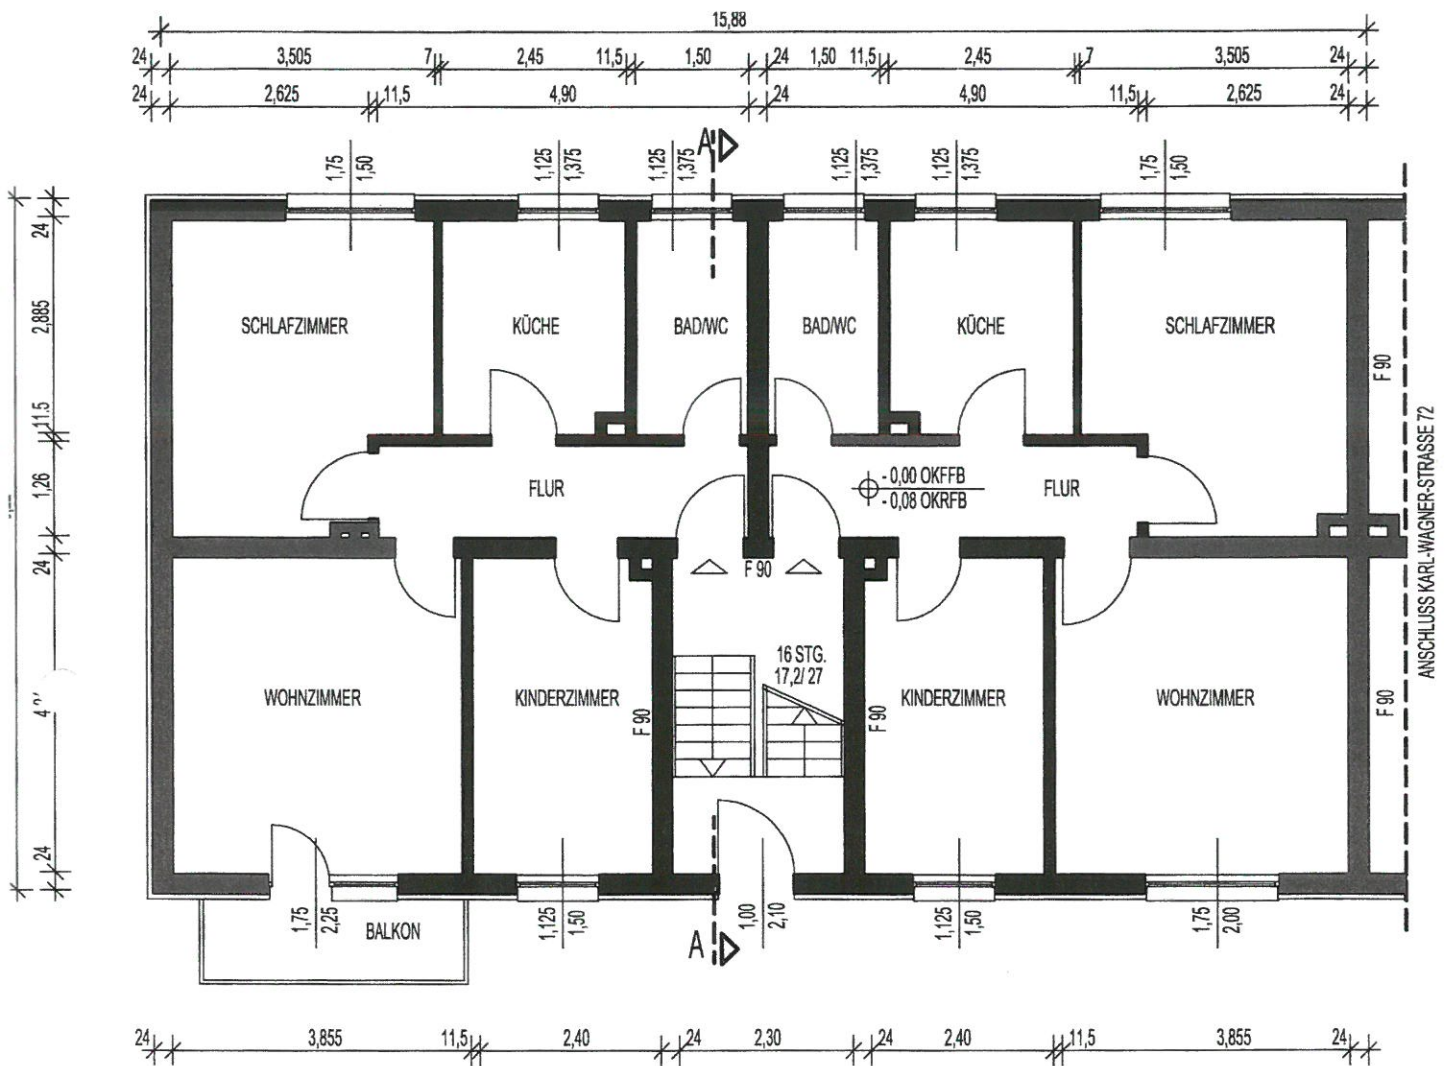 15,88
24 3,505 7 2,45 11,5 1,50 24 1,50 11,5 2,45 7 3,505 24
24 2,625 11,5 4,90 24 4,90 11,5 2,625 24
A
1,75 1,50
1,125 1,375
1,125 1,375
1,125 1,375
1,125 1,375
1,75 1,50
24
2,885
11.5
1,26
24
24
SCHLAFZIMMER
KÜCHE
BAD/WC
BAD/WC
KÜCHE
SCHLAFZIMMER
F 90
ANSCHLUSS KARL-WAGNER-STRASSE 72
FLUR
- 0,00 OKFFB
- 0,08 OKRFB
FLUR
F 90
16 STG.
17,2/ 27
WOHNZIMMER
KINDERZIMMER
F 90
F 90
KINDERZIMMER
WOHNZIMMER
F 90
1,75 2,25
BALKON
1,125 1,50
A
1,00 2,10
1,125 1,50
1,75 2,00
24 3,855 11,5 2,40 24 2,30 24 2,40 11,5 3,855 24